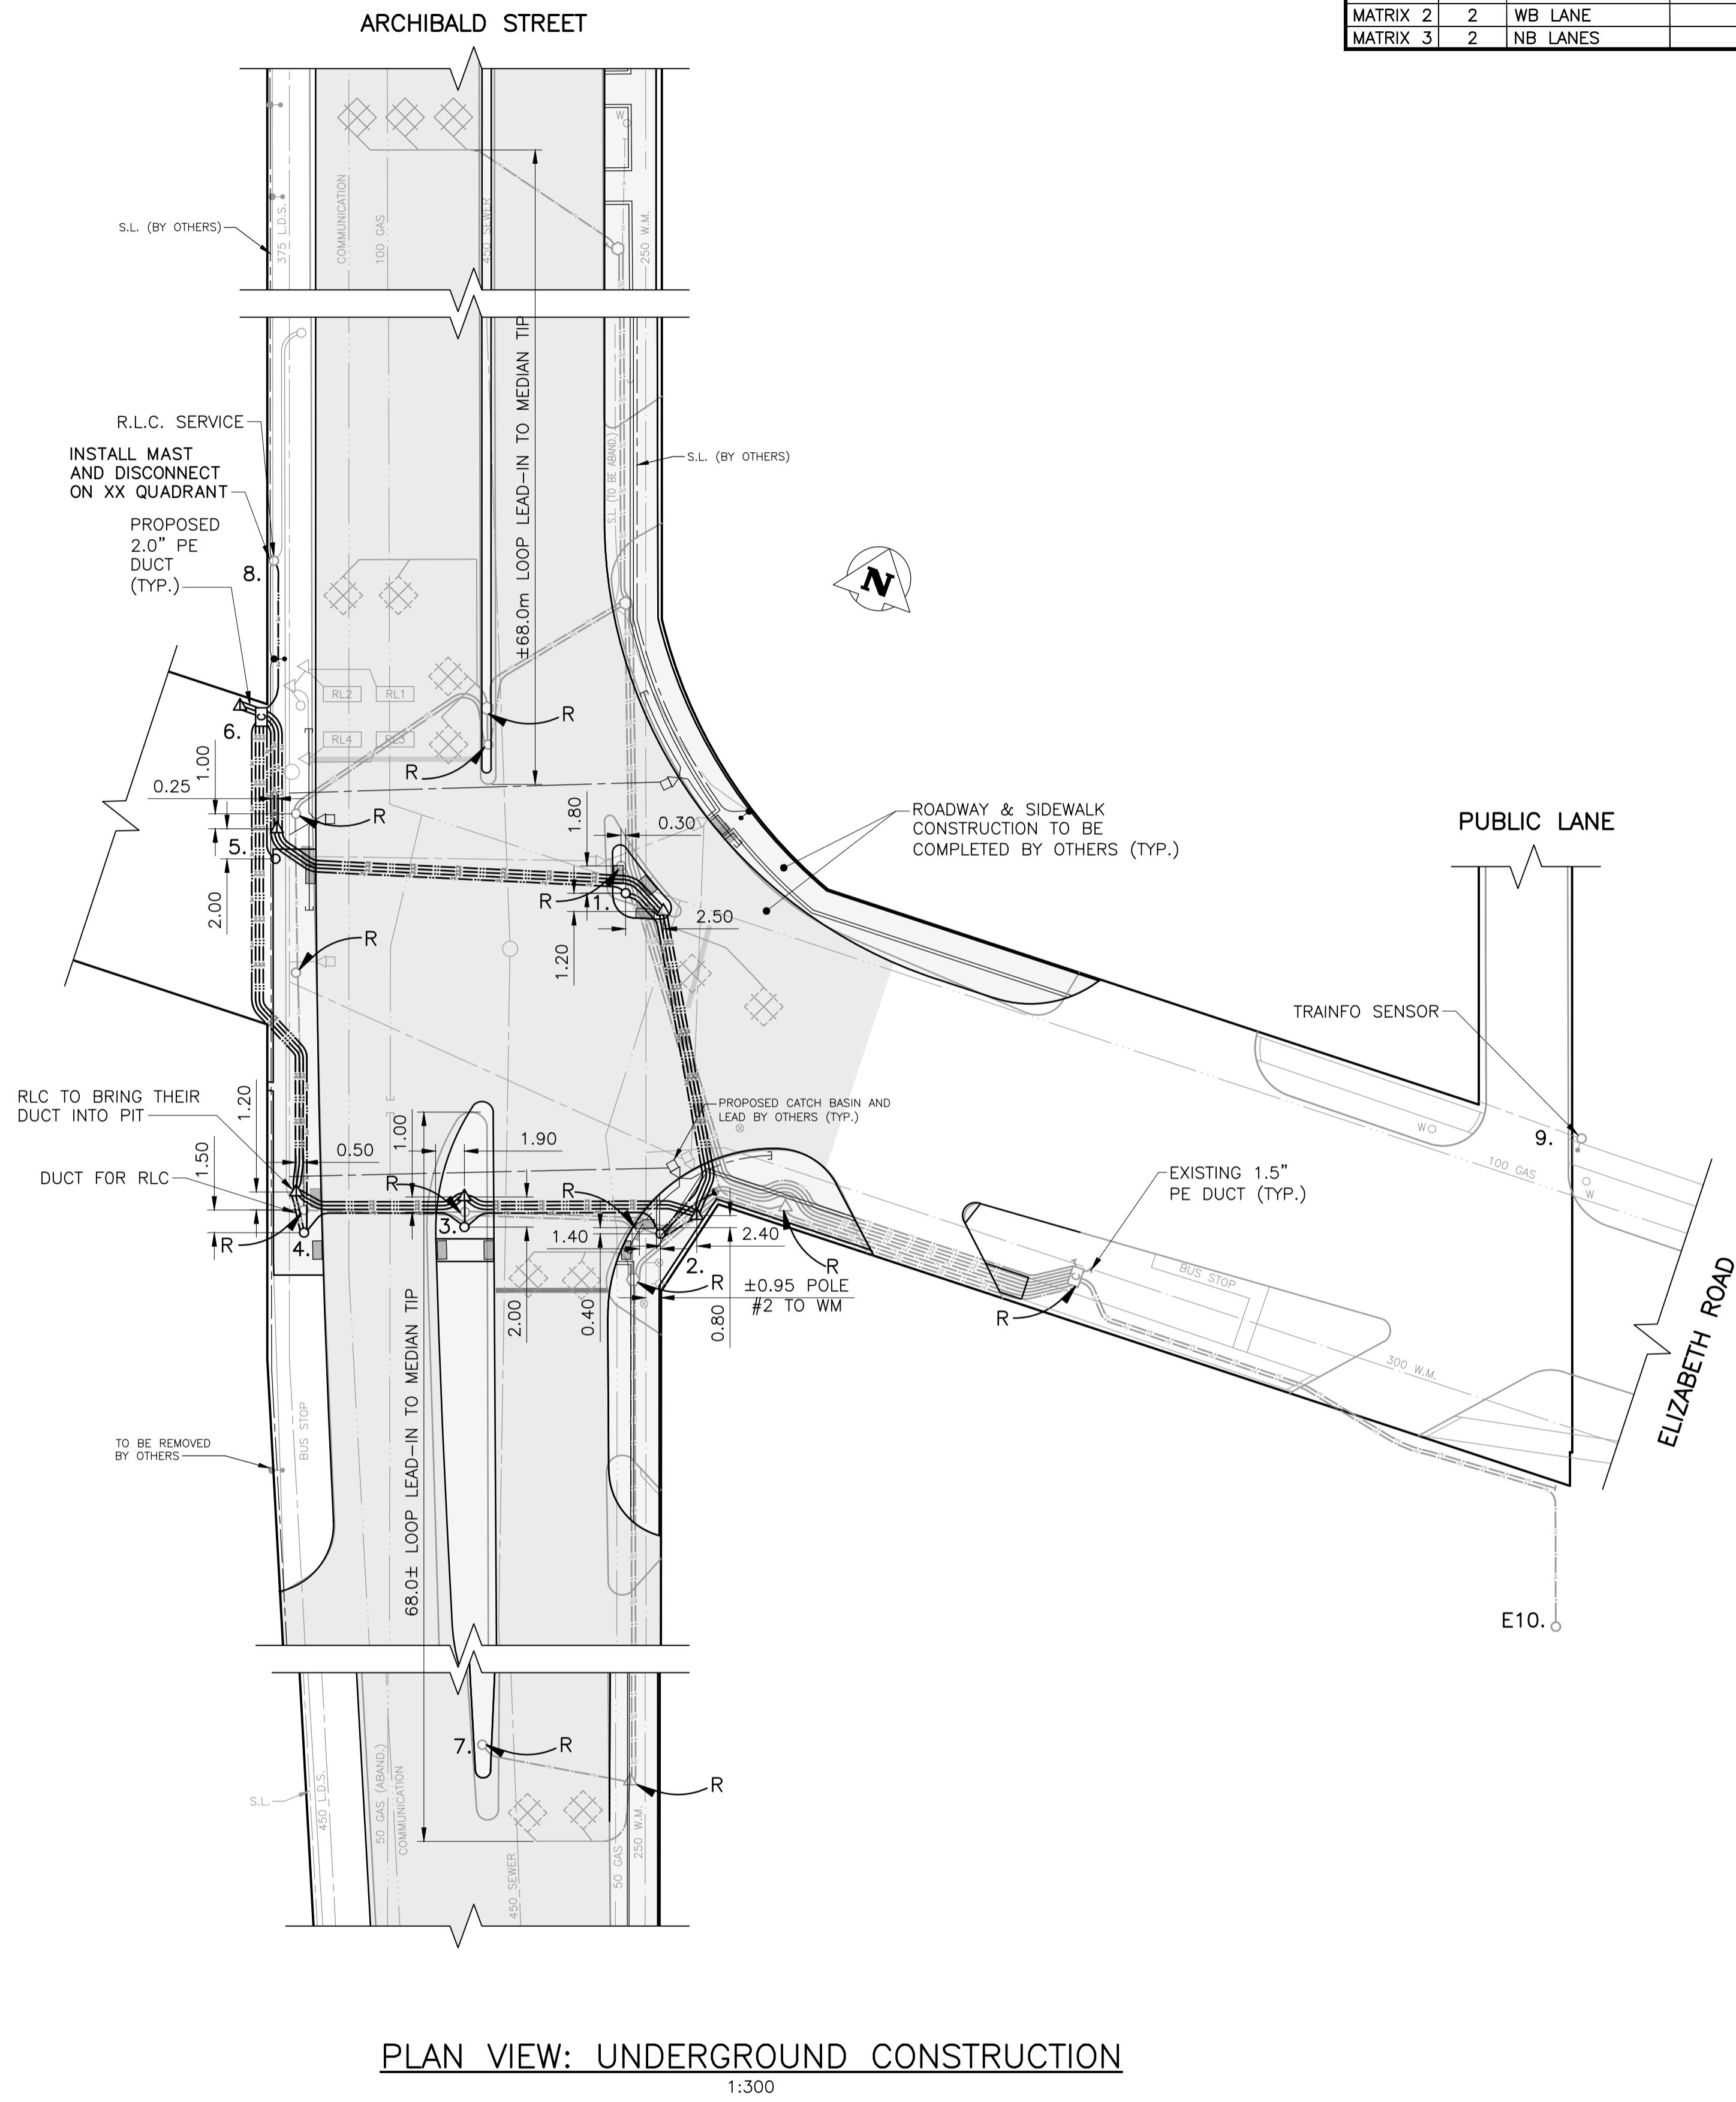 ARCHIBALD STREET
MATRIX 2 2 WB LANE
MATRIX 3 2 NB LANES
W
S.L. (BY OTHERS)
375 L.D.S.
COMMUNICATION
100 GAS
450 SEWER
250 W.M.
±68.0m LOOP LEAD-IN TO MEDIAN TIP
R.L.C. SERVICE
INSTALL MAST
AND DISCONNECT
ON XX QUADRANT
PROPOSED
2.0" PE
DUCT
(TYP.)
8.
S.L. (TO BE ABAND.)
S.L. (BY OTHERS)
N
RL2
RL1
RL4
RL3
R
R
6.
C
1.00
0.25
R
5.
2.00
1.80
0.30
R
1.
2.50
1.20
R
ROADWAY & SIDEWALK
CONSTRUCTION TO BE
COMPLETED BY OTHERS (TYP.)
PUBLIC LANE
TRAINFO SENSOR
9.
W
W
100 GAS
RLC TO BRING THEIR
DUCT INTO PIT
1.20
DUCT FOR RLC
1.50
0.50
1.00
1.90
R
R
3.
R
4.
PROPOSED CATCH BASIN AND
LEAD BY OTHERS (TYP.)
EXISTING 1.5"
PE DUCT (TYP.)
1.40
2.40
2.
R
R
±0.95 POLE
#2 TO WM
2.00
0.40
0.80
C
R
BUS STOP
300 W.M.
ELIZABETH ROAD
68.0± LOOP LEAD-IN TO MEDIAN TIP
BUS STOP
TO BE REMOVED
BY OTHERS
E10.
7.
R
R
S.L.
450 L.D.S.
50 GAS (ABAND.)
COMMUNICATION
450 SEWER
50 GAS
250 W.M.
PLAN VIEW: UNDERGROUND CONSTRUCTION
1:300